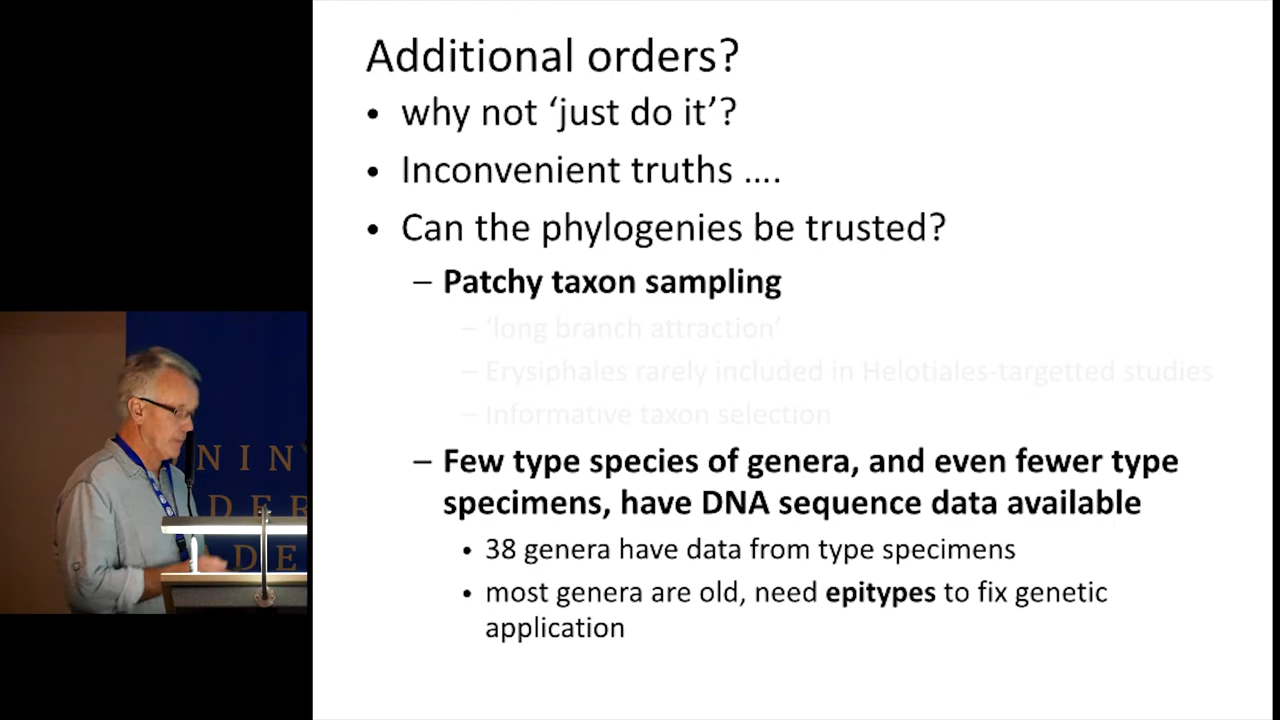 Additional orders?
• why not ‘just do it’?
• Inconvenient truths ....
• Can the phylogenies be trusted?
– Patchy taxon sampling
– ‘long branch attraction’
– Erysiphales rarely included in Helotiales-targetted studies
– Informative taxon selection
– Few type species of genera, and even fewer type
specimens, have DNA sequence data available
• 38 genera have data from type specimens
• most genera are old, need epitypes to fix genetic
application
NIN
DER
DE